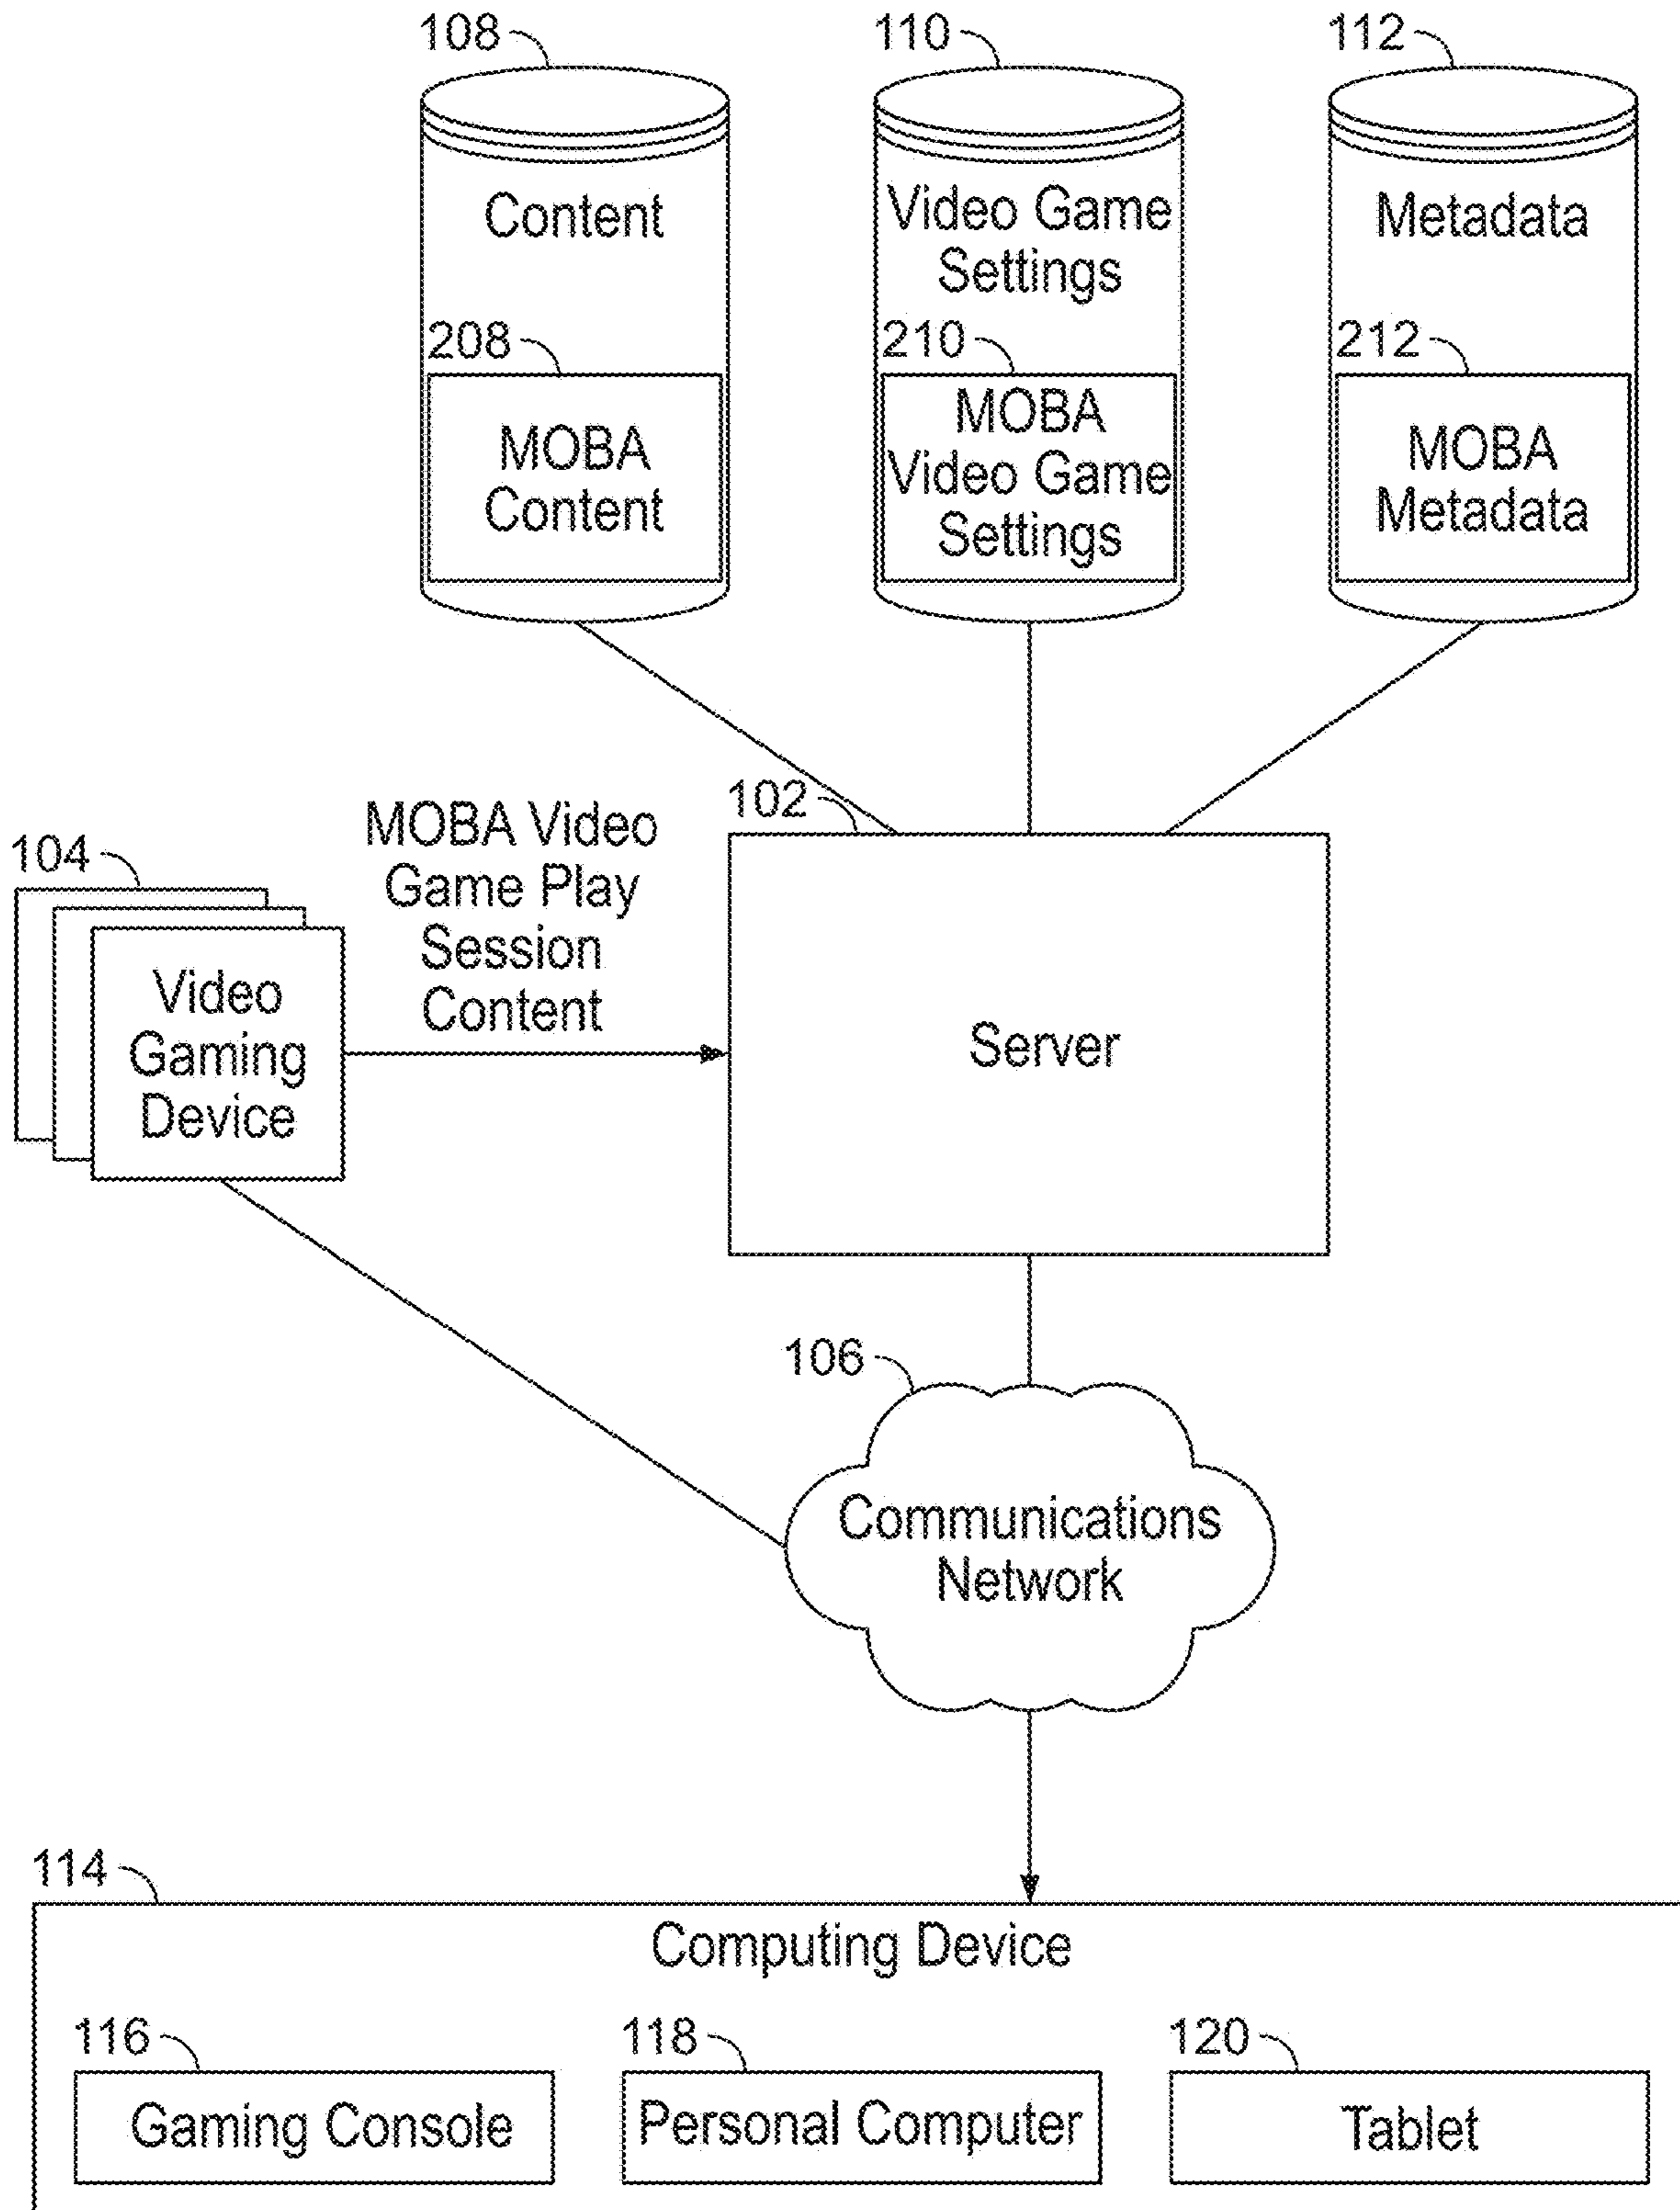 108
110
112
Content
Video Game
Settings
Metadata
208
210
212
MOBA
Content
MOBA
Video Game
Settings
MOBA
Metadata
102
104
MOBA Video
Game Play
Session
Content
Video
Gaming
Device
Server
106
Communications
Network
114
Computing Device
116
118
120
Gaming Console
Personal Computer
Tablet